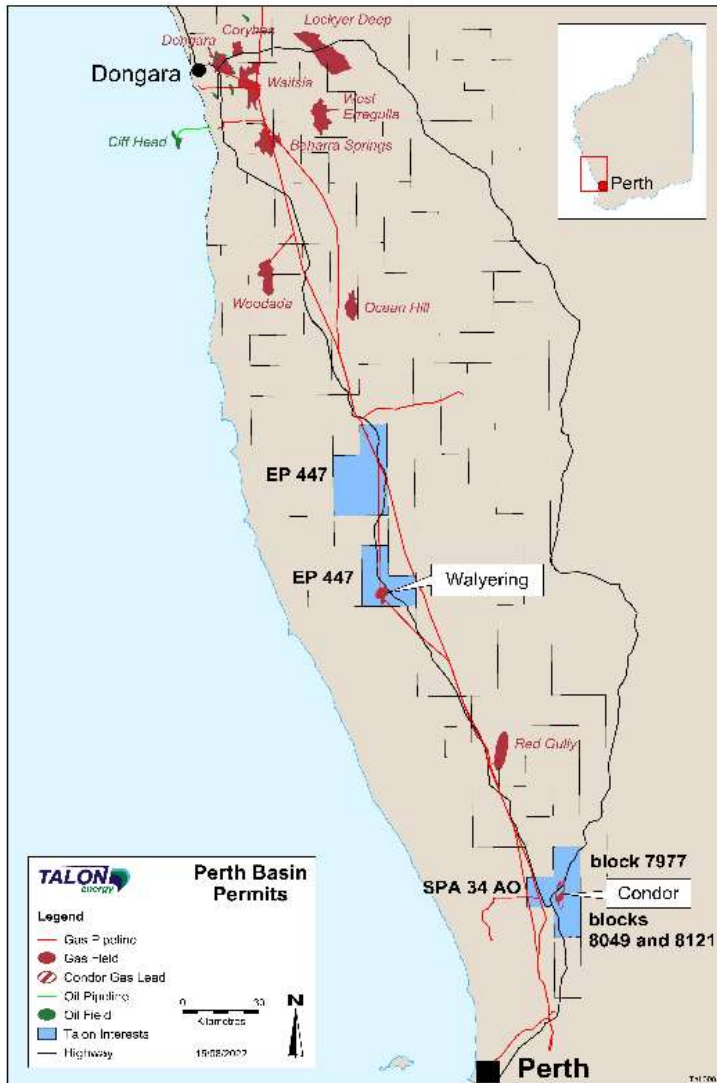 Lockyer Deep
Corybas
Dongara
Dongara
Waitsia
West
Erregulla
Cliff Head
Beharra Springs
Perth
Woodada
Ocean Hill
EP 447
EP 447
Walyering
Red Gully
block 7977
SPA 34 AO
Condor
blocks
8049 and 8121
TALON
energy
Perth Basin
Permits
Legend
Gas Pipeline
Gas Field
Condor Gas Lead
Oil Pipeline
Oil Field
Talon Interests
Highway
0 30
Kilometres
N
Perth